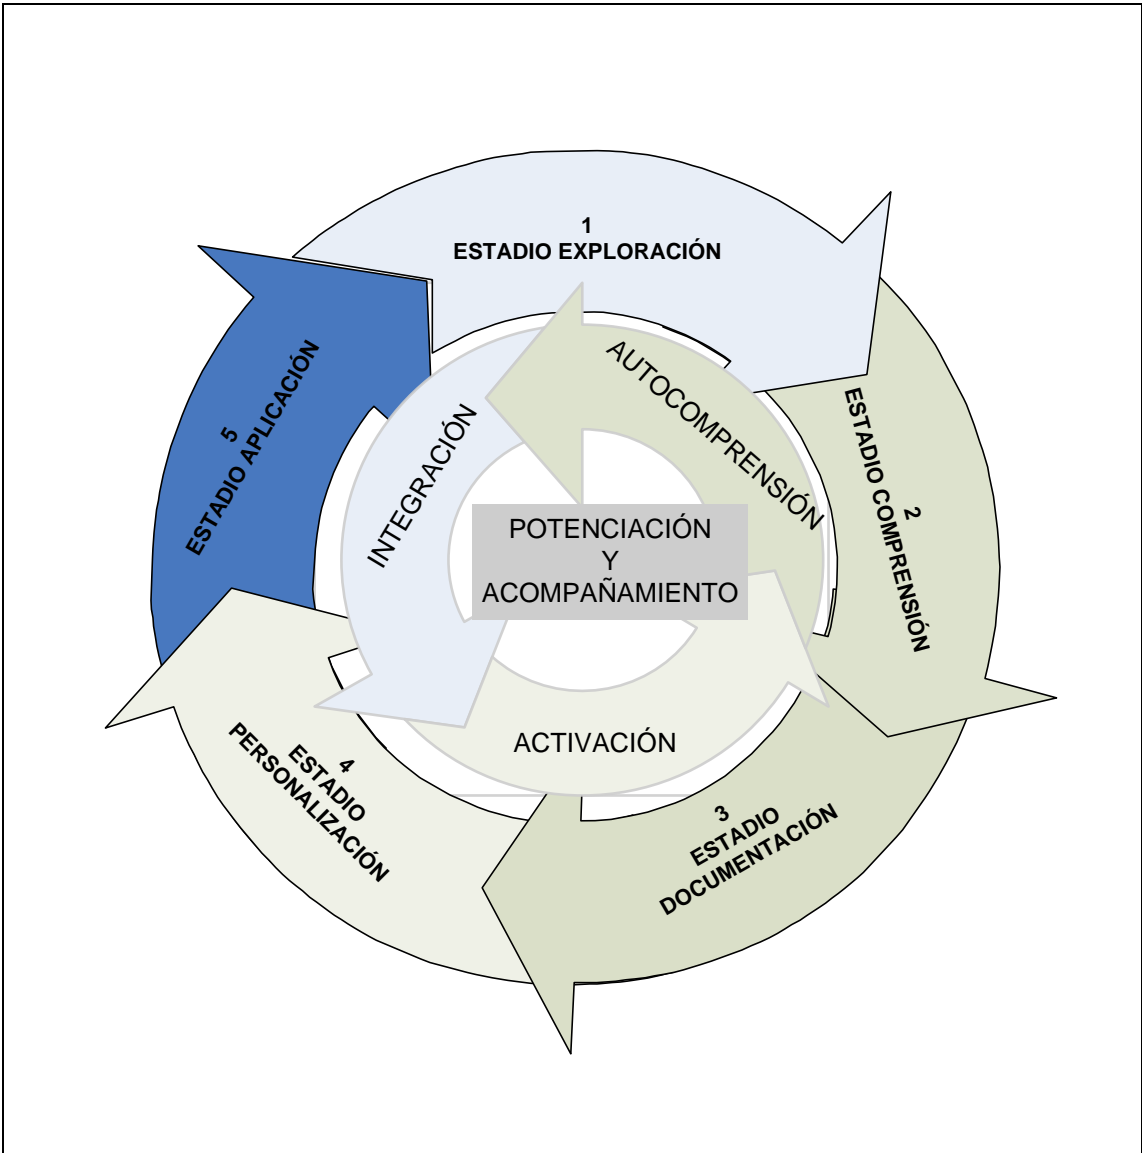 1
ESTADIO EXPLORACIÓN
2
ESTADIO COMPRENSIÓN
3
ESTADIO
DOCUMENTACIÓN
4
ESTADIO
PERSONALIZACIÓN
5
ESTADIO APLICACIÓN
AUTOCOMPRENSIÓN
INTEGRACIÓN
ACTIVACIÓN
POTENCIACIÓN
Y
ACOMPAÑAMIENTO